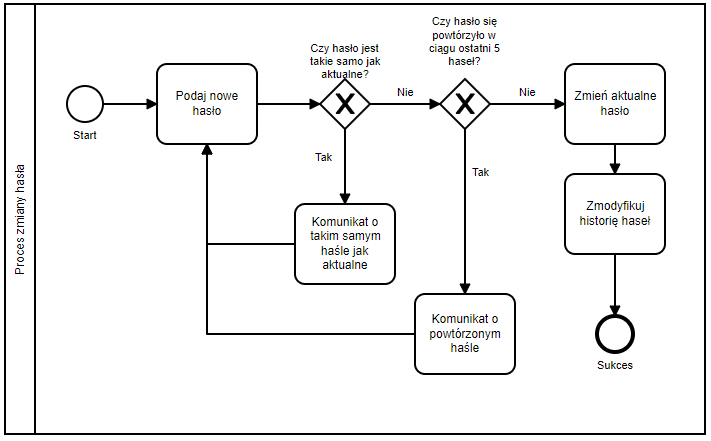 Proces zmiany hasła
Start
Podaj nowe
hasło
Czy hasło jest
takie samo jak
aktualne?
Nie
Czy hasło się
powtórzyło w
ciągu ostatni 5
haseł?
Nie
Zmień aktualne
hasło
Tak
Tak
Komunikat o
takim samym
haśle jak
aktualne
Zmodyfikuj
historię haseł
Komunikat o
powtórzonym
haśle
Sukces